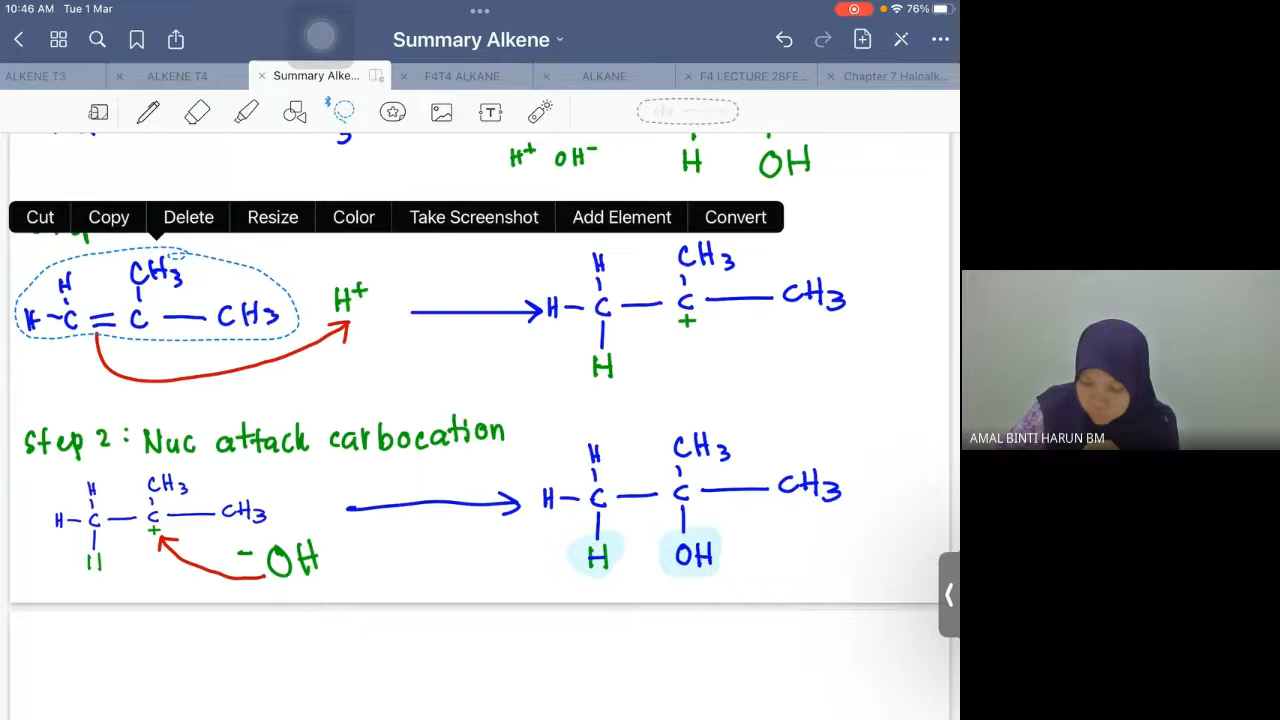 10:46 AM Tue 1 Mar
76%
Summary Alkene
ALKENE T3
ALKENE T4
Summary Alke...
F4T4 ALKANE
ALKANE
F4 LECTURE 28FE...
Chapter 7 Haloalk...
T
3
H+ OH-
H
OH
Cut Copy Delete Resize Color Take Screenshot Add Element Convert
H CH3
H - C = C - CH3
H+
H CH3
H - C - C - CH3
+
H
Step 2 : Nuc attack carbocation
H CH3
H - C - C - CH3
+
H
- OH
H CH3
H - C - C - CH3
H OH
AMAL BINTI HARUN BM